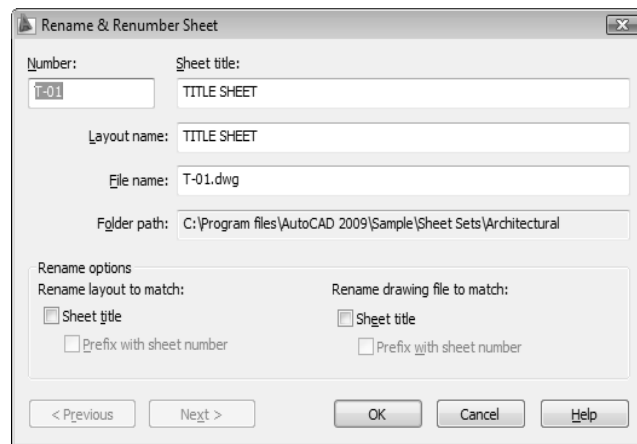 Rename & Renumber Sheet
Number: Sheet title:
T-01 TITLE SHEET
Layout name: TITLE SHEET
File name: T-01.dwg
Folder path: C:\Program files\AutoCAD 2009\Sample\Sheet Sets\Architectural
Rename options
Rename layout to match: Rename drawing file to match:
Sheet title Sheet title
Prefix with sheet number Prefix with sheet number
< Previous Next > OK Cancel Help